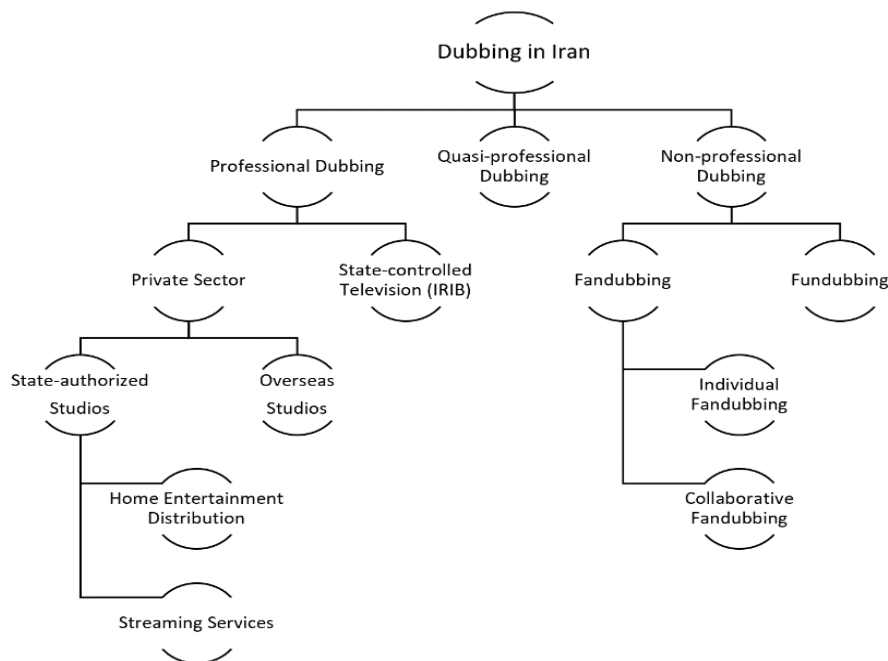 Dubbing in Iran
Professional Dubbing
Quasi-professional
Dubbing
Non-professional
Dubbing
Private Sector
State-controlled
Television (IRIB)
Fandubbing
Fundubbing
State-authorized
Studios
Overseas
Studios
Individual
Fandubbing
Home Entertainment
Distribution
Collaborative
Fandubbing
Streaming Services